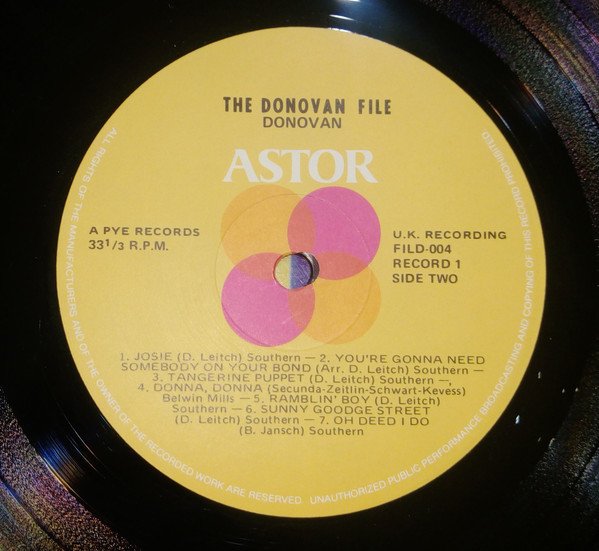 THE DONOVAN FILE
DONOVAN
ASTOR
A PYE RECORDS
33 1/3 R.P.M.
U.K. RECORDING
FILD-004
RECORD 1
SIDE TWO
1. JOSIE (D. Leitch) Southern — 2. YOU'RE GONNA NEED
SOMEBODY ON YOUR BOND (Arr. D. Leitch) Southern —
3. TANGERINE PUPPET (D. Leitch) Southern —,
4. DONNA, DONNA (Secunda-Zeitlin-Schwart-Kevess)
Belwin Mills — 5. RAMBLIN' BOY (D. Leitch)
Southern — 6. SUNNY GOODGE STREET
(D. Leitch) Southern — 7. OH DEED I DO
(B. Jansch) Southern
ALL RIGHTS OF THE MANUFACTURERS AND OF THE OWNER OF THE RECORDED WORK ARE RESERVED. UNAUTHORIZED PUBLIC PERFORMANCE BROADCASTING AND COPYING OF THIS RECORD PROHIBITED.